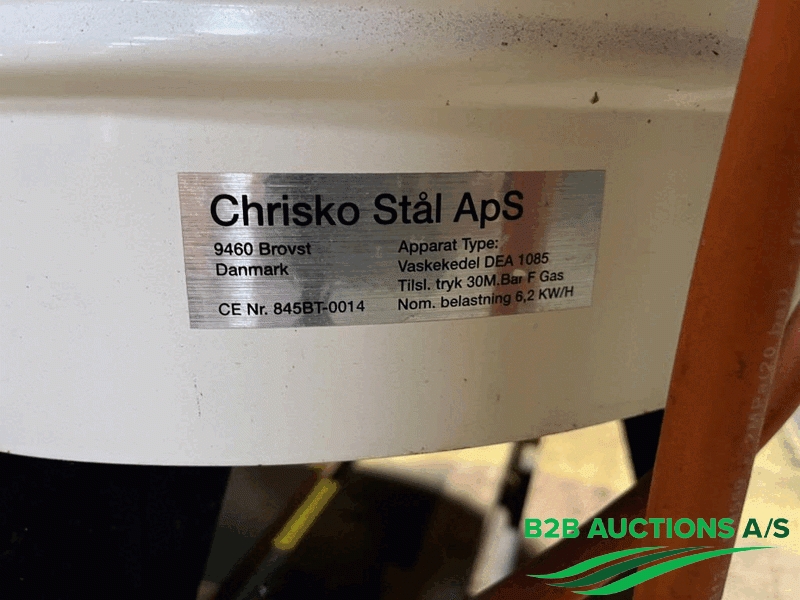 Chrisko Stål ApS
9460 Brovst
Danmark
CE Nr. 845BT-0014
Apparat Type:
Vaskekedel DEA 1085
Tilsl. tryk 30M.Bar F Gas
Nom. belastning 6,2 KW/H
B2B AUCTIONS A/S